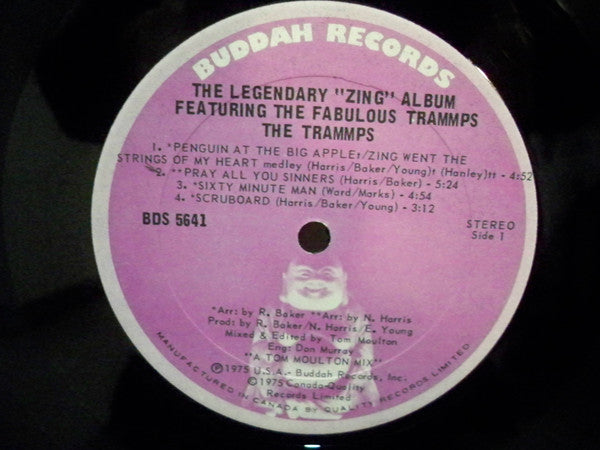 BUDDAH RECORDS
THE LEGENDARY "ZING" ALBUM
FEATURING THE FABULOUS TRAMMPS
THE TRAMMPS
1. *PENGUIN AT THE BIG APPLE†/ZING WENT THE
STRINGS OF MY HEART medley (Harris/Baker/Young)† (Hanley)†† - 4:52
2. **PRAY ALL YOU SINNERS (Harris/Baker) - 5:24
3. *SIXTY MINUTE MAN (Ward/Marks) - 4:54
4. *SCRUBOARD (Harris/Baker/Young) - 3:12
BDS 5641
STEREO
Side 1
*Arr: by R. Baker **Arr: by N. Harris
Prod: by R. Baker/N. Harris/E. Young
Mixed & Edited by Tom Moulton
Eng: Don Murray
"A TOM MOULTON MIX"
℗1975 U.S.A.- Buddah Records, Inc.
©1975 Canada-Quality
Records Limited
MANUFACTURED IN CANADA BY QUALITY RECORDS LIMITED